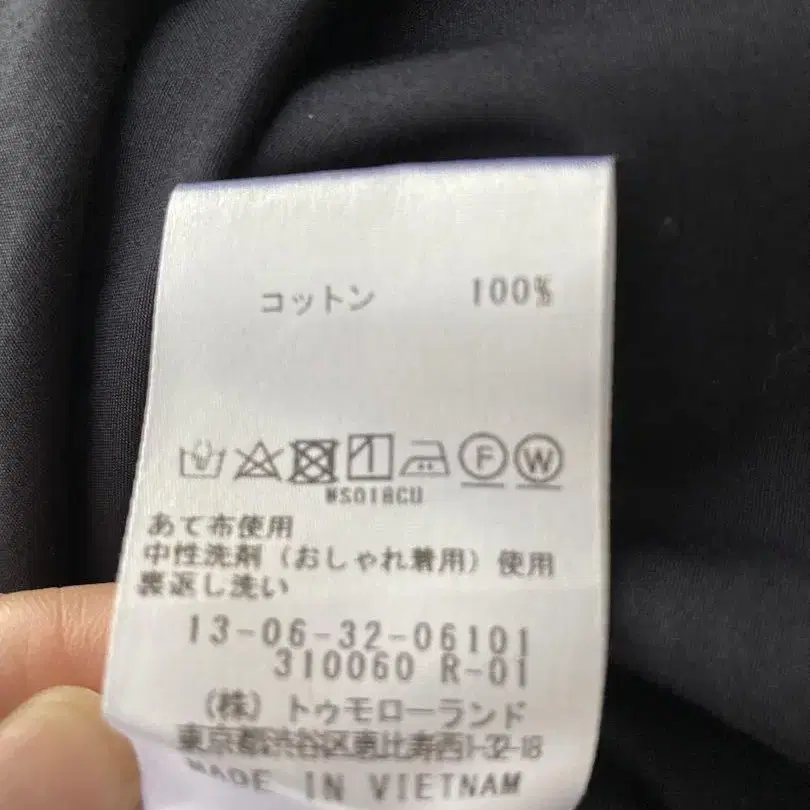 コットン 100%
F W
WS018CU
あて布使用
中性洗剤（おしゃれ着用）使用
裏返し洗い
13-06-32-06101
310060 R-01
（株）トゥモローランド
東京都渋谷区恵比寿西1-32-18
MADE IN VIETNAM